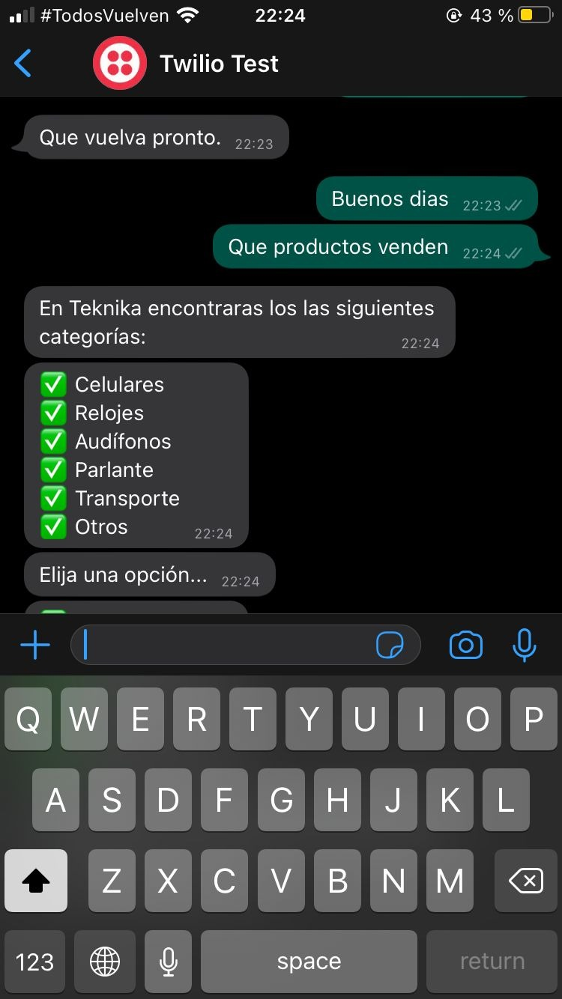 #TodosVuelven 22:24 43 %
Twilio Test
Que vuelva pronto. 22:23
Buenos dias 22:23
Que productos venden 22:24
En Teknika encontraras los las siguientes
categorías: 22:24
✅ Celulares
✅ Relojes
✅ Audífonos
✅ Parlante
✅ Transporte
✅ Otros 22:24
Elija una opción... 22:24
Q W E R T Y U I O P
A S D F G H J K L
Z X C V B N M
123 space return